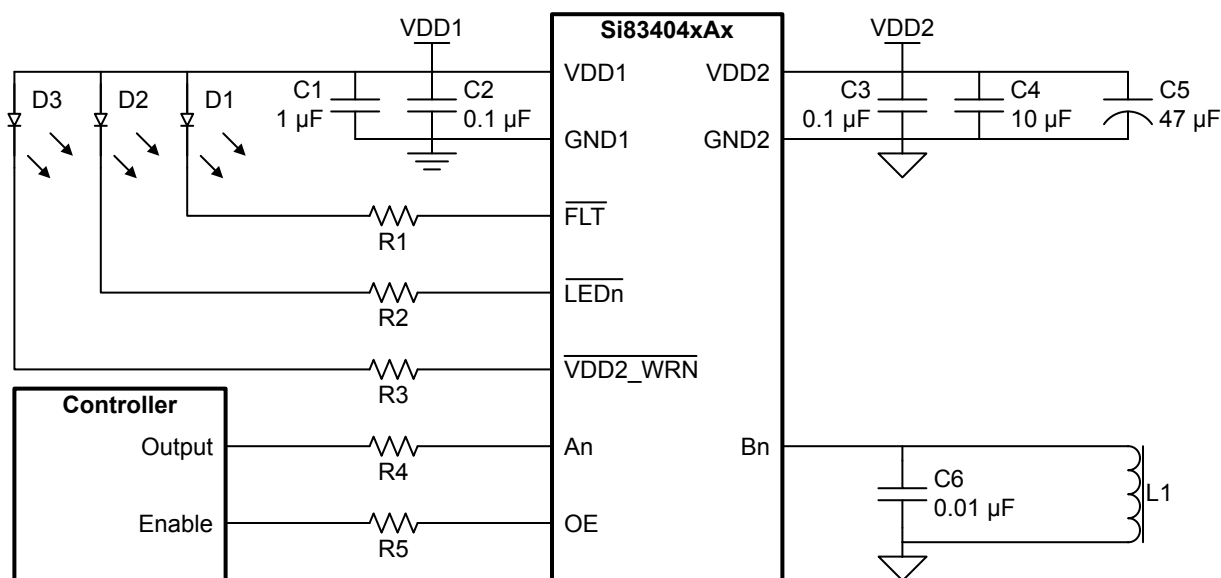 Si83404xAx
VDD1
VDD2
D3
D2
D1
C1
1 µF
C2
0.1 µF
VDD1
VDD2
C3
0.1 µF
C4
10 µF
C5
47 µF
GND1
GND2
R1
FLT
R2
LEDn
R3
VDD2_WRN
Controller
Output
R4
An
Bn
C6
0.01 µF
L1
Enable
R5
OE